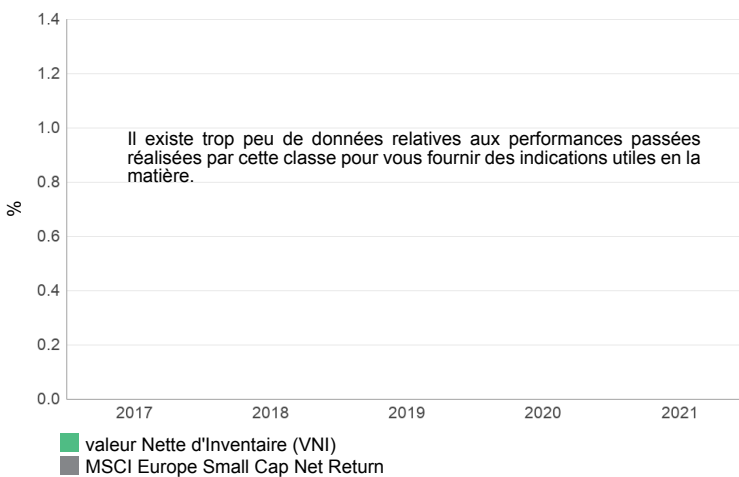 1.4
1.2
1.0
Il existe trop peu de données relatives aux performances passées
réalisées par cette classe pour vous fournir des indications utiles en la
matière.
0.8
%
0.6
0.4
0.2
0.0
2017 2018 2019 2020 2021
valeur Nette d'Inventaire (VNI)
MSCI Europe Small Cap Net Return